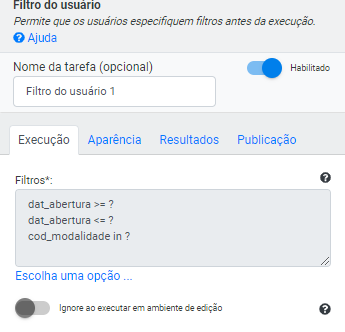 Filtro do usuário
Permite que os usuários especifiquem filtros antes da execução.
? Ajuda
Nome da tarefa (opcional)
Habilitado
Filtro do usuário 1
Execução Aparência Resultados Publicação
Filtros*: ?
dat_abertura >= ?
dat_abertura <= ?
cod_modalidade in ?
Escolha uma opção ...
Ignore ao executar em ambiente de edição ?